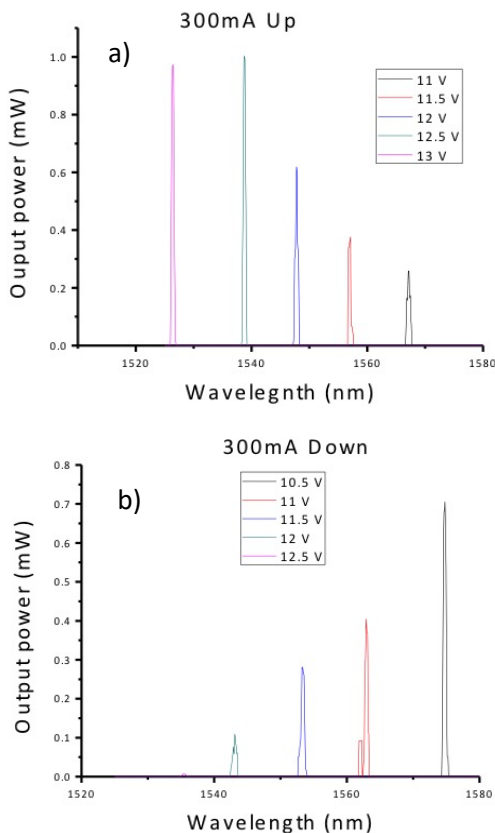 300mA Up
a)
1.0
0.8
0.6
0.4
0.2
0.0
Ouput power (mW)
11 V
11.5 V
12 V
12.5 V
13 V
1520 1540 1560 1580
Wavelegnth (nm)
300mA Down
b)
0.8
0.7
0.6
0.5
0.4
0.3
0.2
0.1
0.0
Output power (mW)
10.5 V
11 V
11.5 V
12 V
12.5 V
1520 1540 1560 1580
Wavelength (nm)